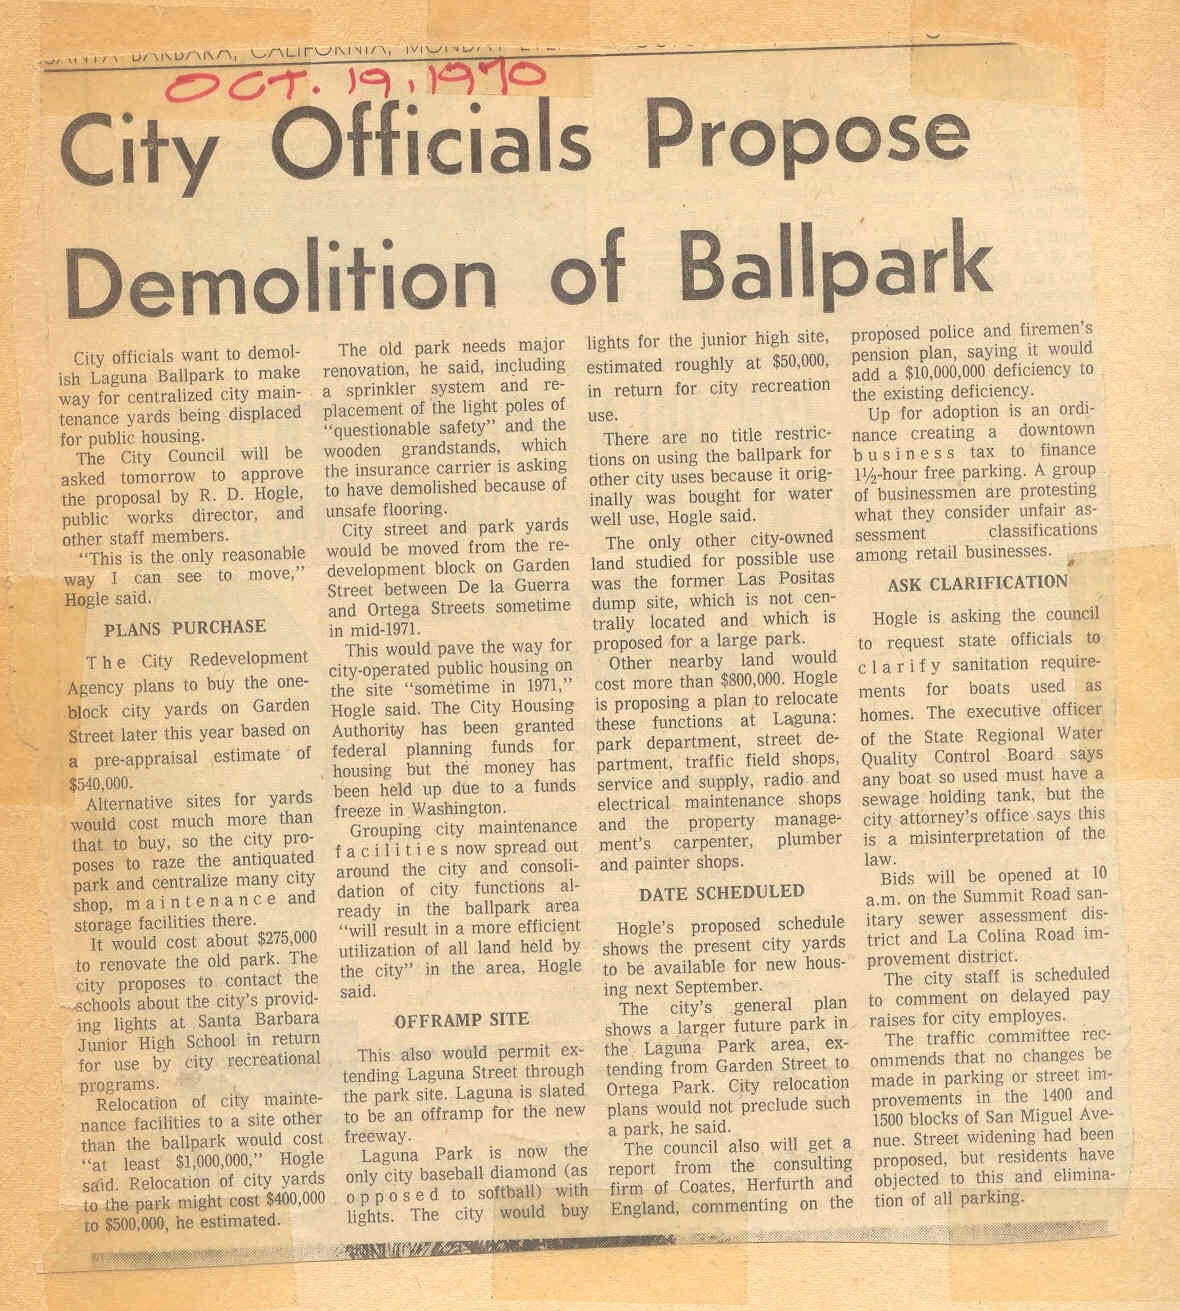 SANTA BARBARA, CALIFORNIA, MONDAY
OCT. 19, 1970
City Officials Propose
Demolition of Ballpark
City officials want to demol-
ish Laguna Ballpark to make
way for centralized city main-
tenance yards being displaced
for public housing.
The City Council will be
asked tomorrow to approve
the proposal by R. D. Hogle,
public works director, and
other staff members.
"This is the only reasonable
way I can see to move,"
Hogle said.
PLANS PURCHASE
The City Redevelopment
Agency plans to buy the one-
block city yards on Garden
Street later this year based on
a pre-appraisal estimate of
$540,000.
Alternative sites for yards
would cost much more than
that to buy, so the city pro-
poses to raze the antiquated
park and centralize many city
shop, maintenance and
storage facilities there.
It would cost about $275,000
to renovate the old park. The
city proposes to contact the
schools about the city's provid-
ing lights at Santa Barbara
Junior High School in return
for use by city recreational
programs.
Relocation of city mainte-
nance facilities to a site other
than the ballpark would cost
"at least $1,000,000," Hogle
said. Relocation of city yards
to the park might cost $400,000
to $500,000, he estimated.
The old park needs major
renovation, he said, including
a sprinkler system and re-
placement of the light poles of
"questionable safety" and the
wooden grandstands, which
the insurance carrier is asking
to have demolished because of
unsafe flooring.
City street and park yards
would be moved from the re-
development block on Garden
Street between De la Guerra
and Ortega Streets sometime
in mid-1971.
This would pave the way for
city-operated public housing on
the site "sometime in 1971,"
Hogle said. The City Housing
Authority has been granted
federal planning funds for
housing but the money has
been held up due to a funds
freeze in Washington.
Grouping city maintenance
facilities now spread out
around the city and consoli-
dation of city functions al-
ready in the ballpark area
"will result in a more efficient
utilization of all land held by
the city" in the area, Hogle
said.
OFFRAMP SITE
This also would permit ex-
tending Laguna Street through
the park site. Laguna is slated
to be an offramp for the new
freeway.
Laguna Park is now the
only city baseball diamond (as
opposed to softball) with
lights. The city would buy
lights for the junior high site,
estimated roughly at $50,000,
in return for city recreation
use.
There are no title restric-
tions on using the ballpark for
other city uses because it orig-
inally was bought for water
well use, Hogle said.
The only other city-owned
land studied for possible use
was the former Las Positas
dump site, which is not cen-
trally located and which is
proposed for a large park.
Other nearby land would
cost more than $800,000. Hogle
is proposing a plan to relocate
these functions at Laguna:
park department, street de-
partment, traffic field shops,
service and supply, radio and
electrical maintenance shops
and the property manage-
ment's carpenter, plumber
and painter shops.
DATE SCHEDULED
Hogle's proposed schedule
shows the present city yards
to be available for new hous-
ing next September.
The city's general plan
shows a larger future park in
the Laguna Park area, ex-
tending from Garden Street to
Ortega Park. City relocation
plans would not preclude such
a park, he said.
The council also will get a
report from the consulting
firm of Coates, Herfurth and
England, commenting on the
proposed police and firemen's
pension plan, saying it would
add a $10,000,000 deficiency to
the existing deficiency.
Up for adoption is an ordi-
nance creating a downtown
business tax to finance
1½-hour free parking. A group
of businessmen are protesting
what they consider unfair as-
sessment classifications
among retail businesses.
ASK CLARIFICATION
Hogle is asking the council
to request state officials to
clarify sanitation require-
ments for boats used as
homes. The executive officer
of the State Regional Water
Quality Control Board says
any boat so used must have a
sewage holding tank, but the
city attorney's office says this
is a misinterpretation of the
law.
Bids will be opened at 10
a.m. on the Summit Road san-
itary sewer assessment dis-
trict and La Colina Road im-
provement district.
The city staff is scheduled
to comment on delayed pay
raises for city employes.
The traffic committee rec-
ommends that no changes be
made in parking or street im-
provements in the 1400 and
1500 blocks of San Miguel Ave-
nue. Street widening had been
proposed, but residents have
objected to this and elimina-
tion of all parking.